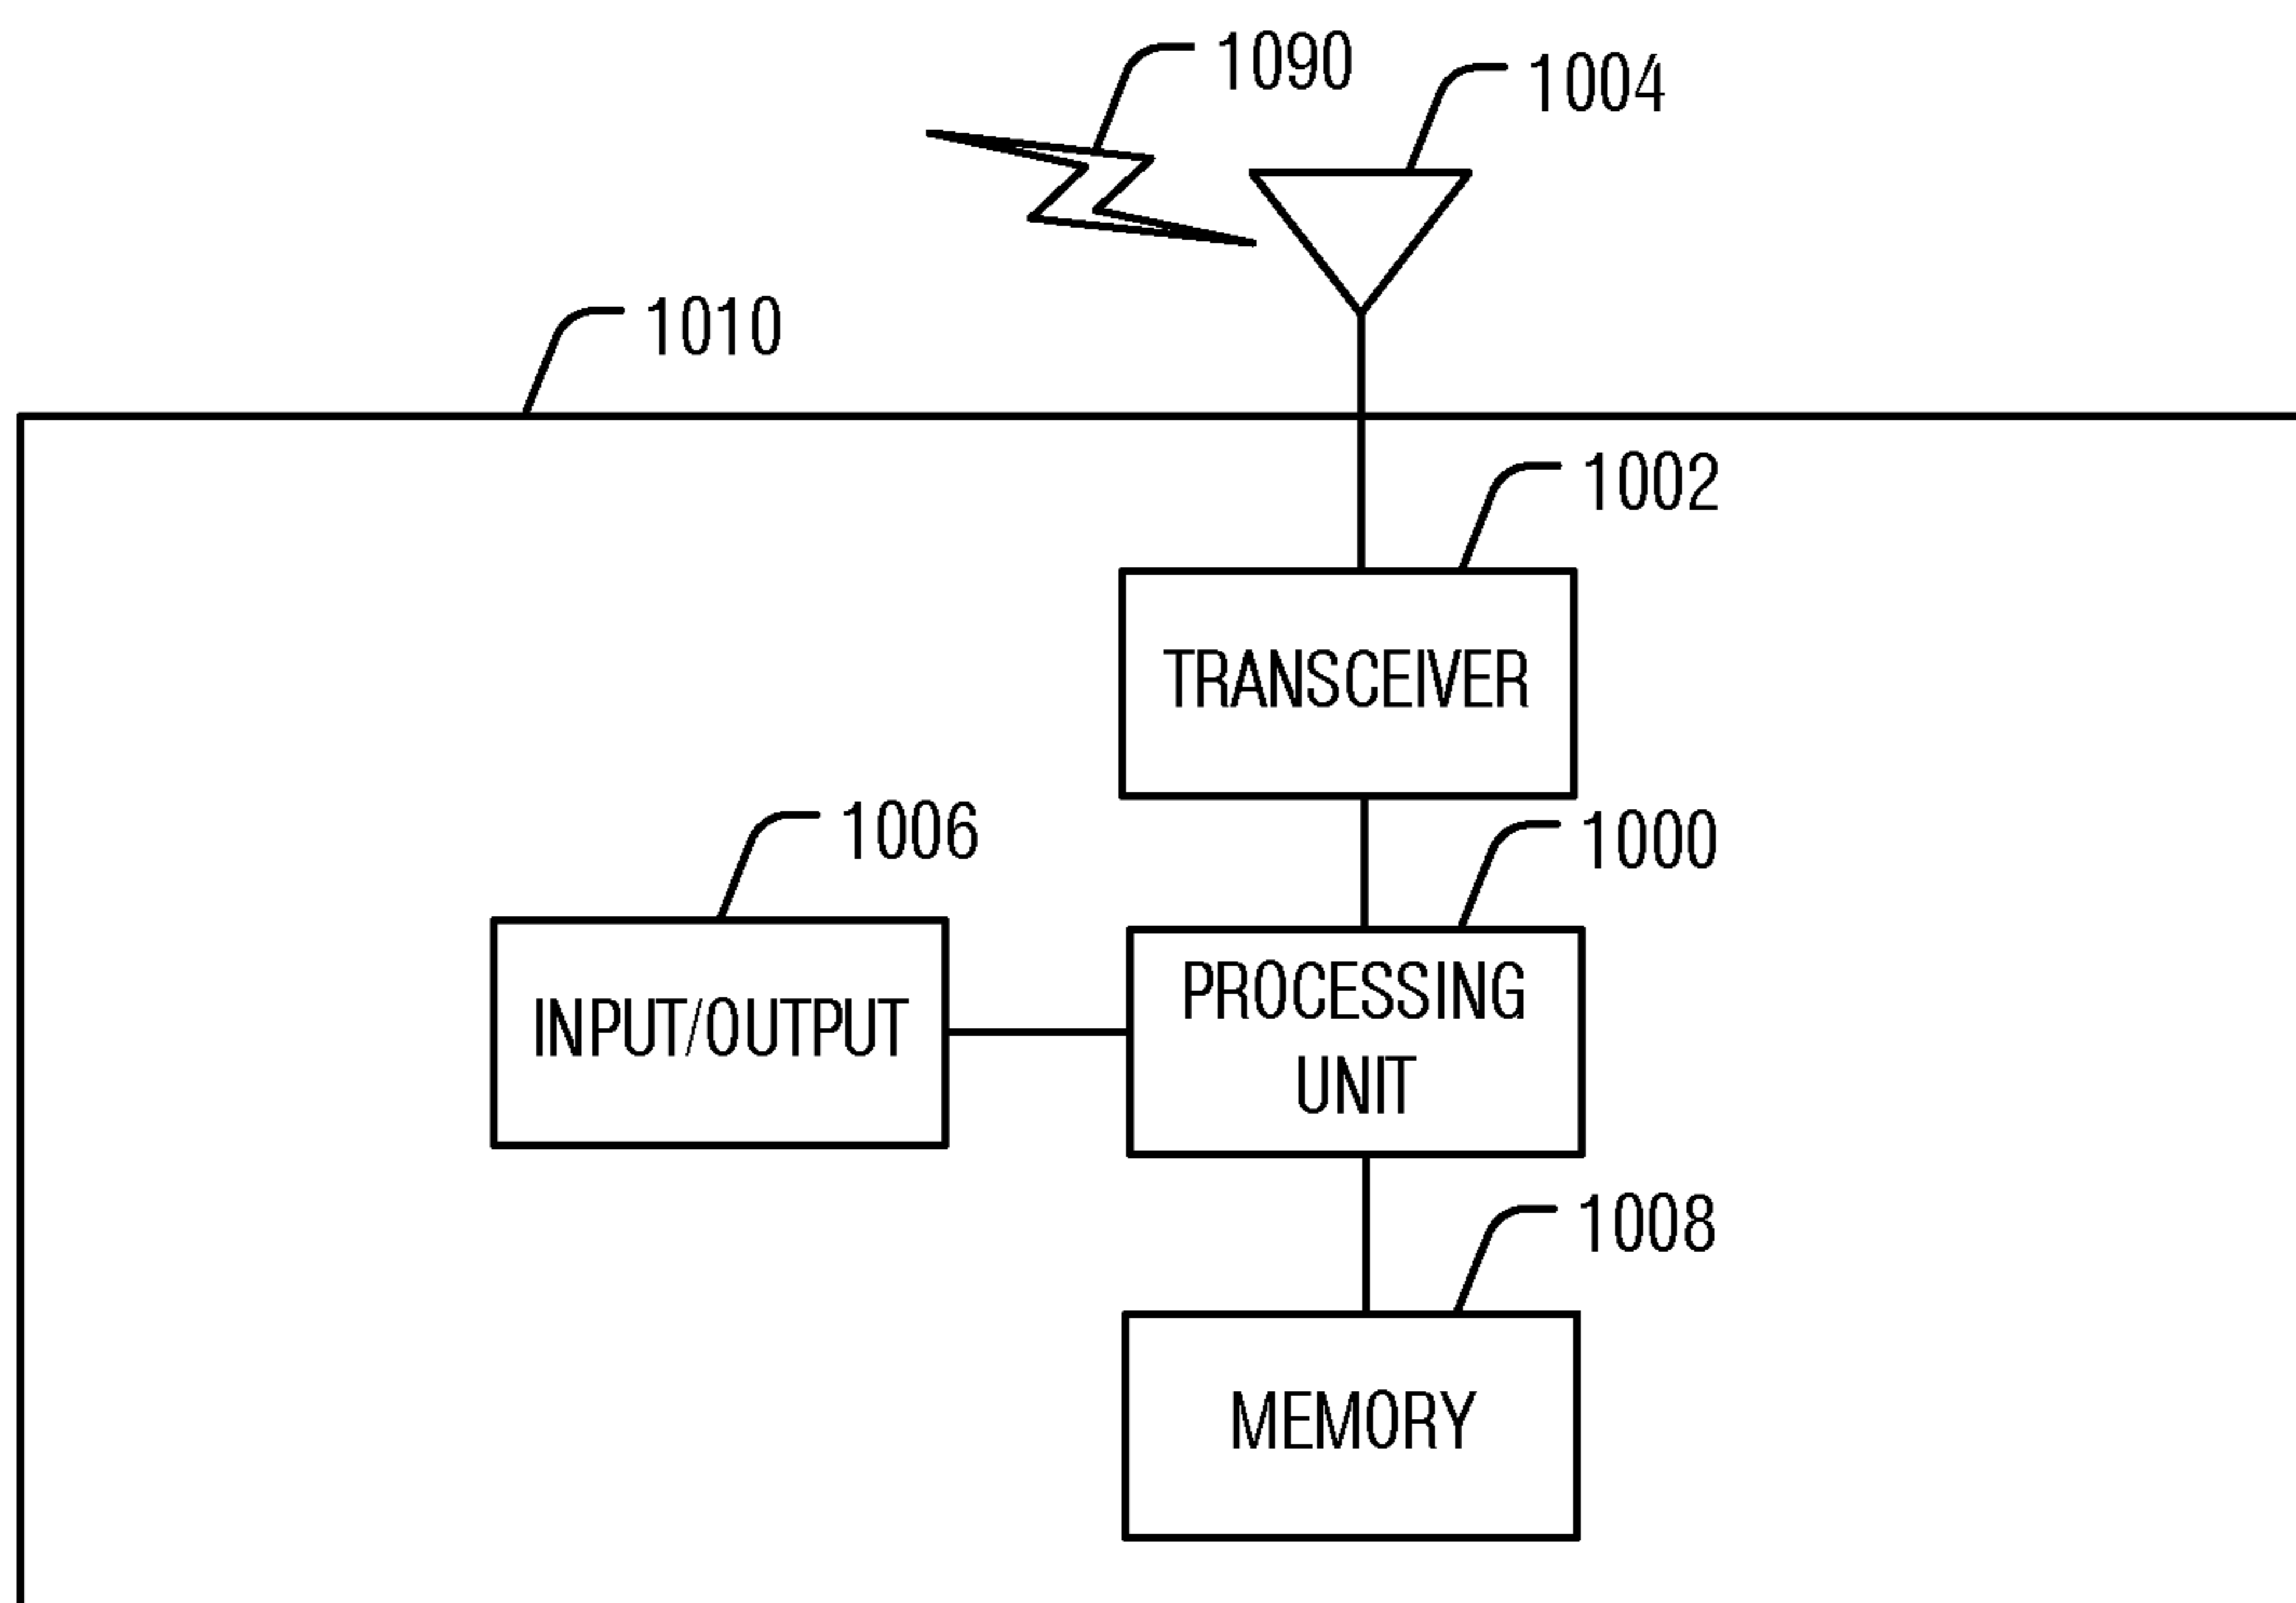 1090
1004
1010
1002
TRANSCEIVER
1006
1000
INPUT/OUTPUT
PROCESSING
UNIT
1008
MEMORY